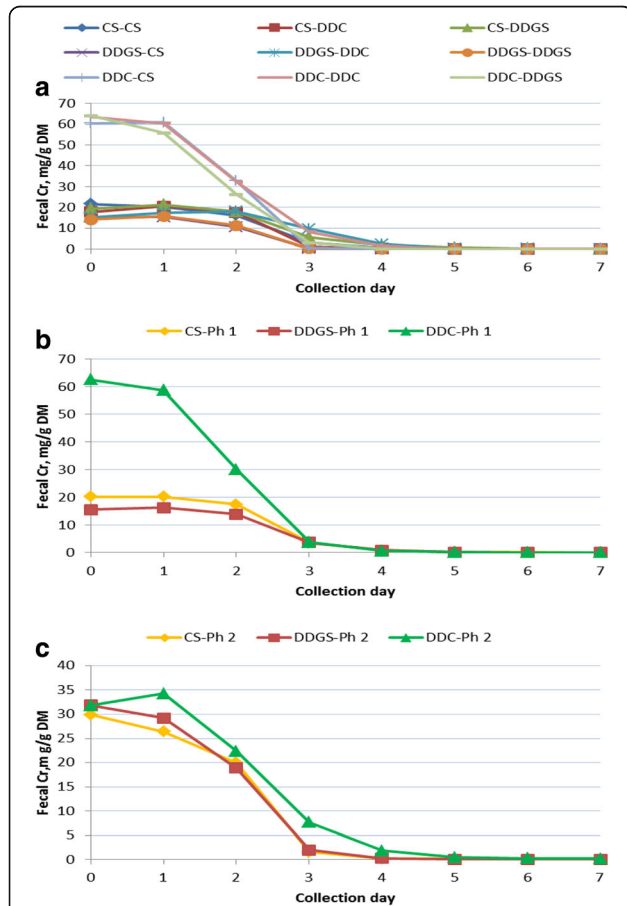 CS-CS CS-DDC CS-DDGS
DDGS-CS DDGS-DDC DDGS-DDGS
DDC-CS DDC-DDC DDC-DDGS
a
Fecal Cr, mg/g DM
70
60
50
40
30
20
10
0
0 1 2 3 4 5 6 7
Collection day
b
CS-Ph 1 DDGS-Ph 1 DDC-Ph 1
Fecal Cr, mg/g DM
70
60
50
40
30
20
10
0
0 1 2 3 4 5 6 7
Collection day
c
CS-Ph 2 DDGS-Ph 2 DDC-Ph 2
Fecal Cr,m g/g DM
40
35
30
25
20
15
10
5
0
0 1 2 3 4 5 6 7
Collection day